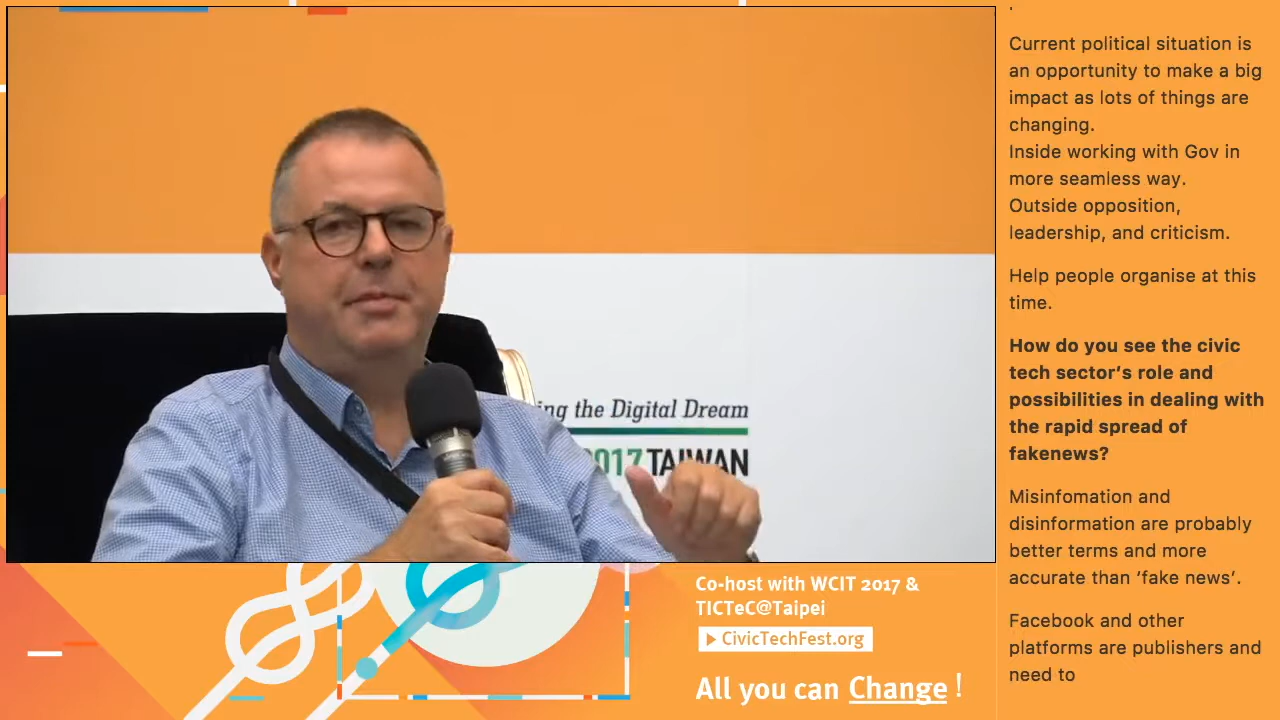 Current political situation is
an opportunity to make a big
impact as lots of things are
changing.
Inside working with Gov in
more seamless way.
Outside opposition,
leadership, and criticism.
Help people organise at this
time.
How do you see the civic
tech sector’s role and
possibilities in dealing with
the rapid spread of
fakenews?
Misinfomation and
disinformation are probably
better terms and more
accurate than ‘fake news’.
Facebook and other
platforms are publishers and
need to
the Digital Dream
2017 TAIWAN
Co-host with WCIT 2017 &
TICTeC@Taipei
CivicTechFest.org
All you can Change!